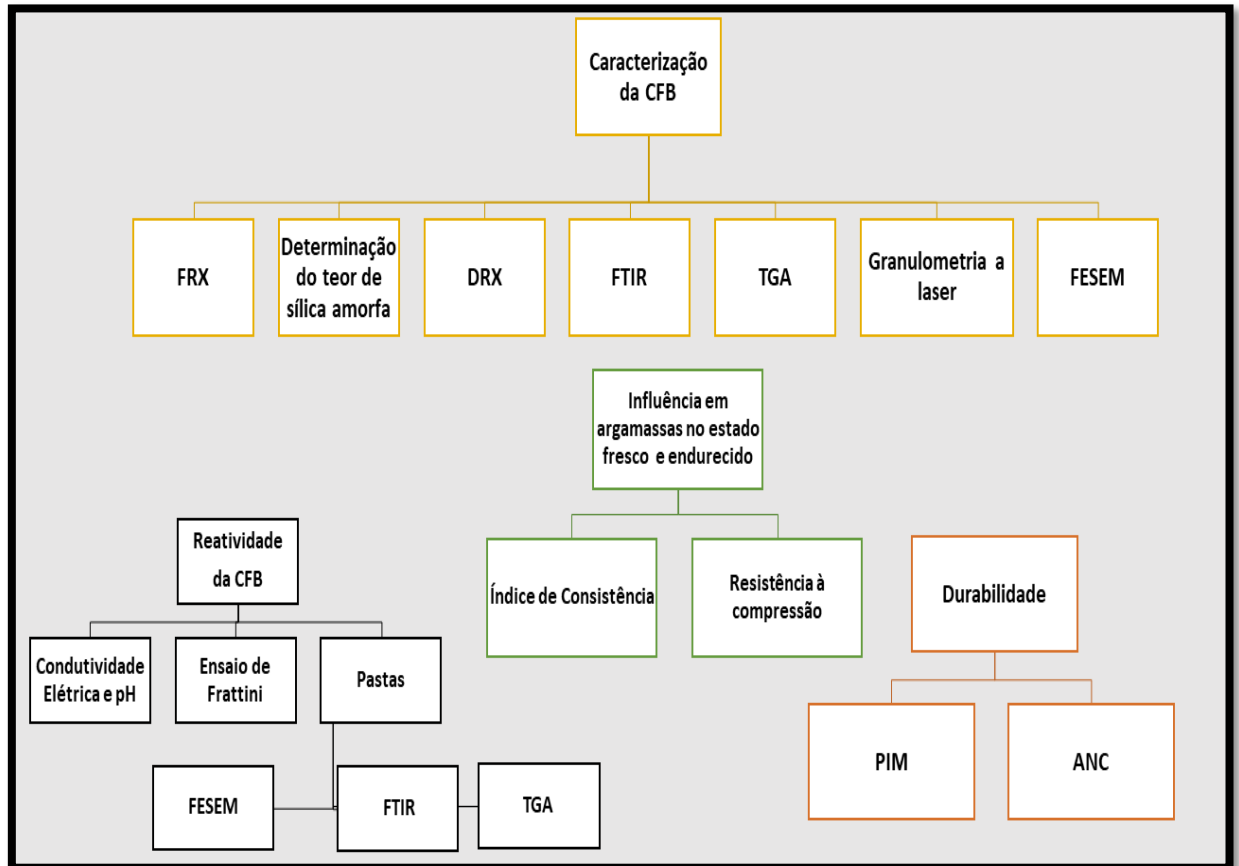 Caracterização
da CFB
FRX
Determinação
do teor de
sílica amorfa
DRX
FTIR
TGA
Granulometria a
laser
FESEM
Influência em
argamassas no estado
fresco e endurecido
Índice de Consistência
Resistência à
compressão
Reatividade
da CFB
Condutividade
Elétrica e pH
Ensaio de
Frattini
Pastas
FESEM
FTIR
TGA
Durabilidade
PIM
ANC